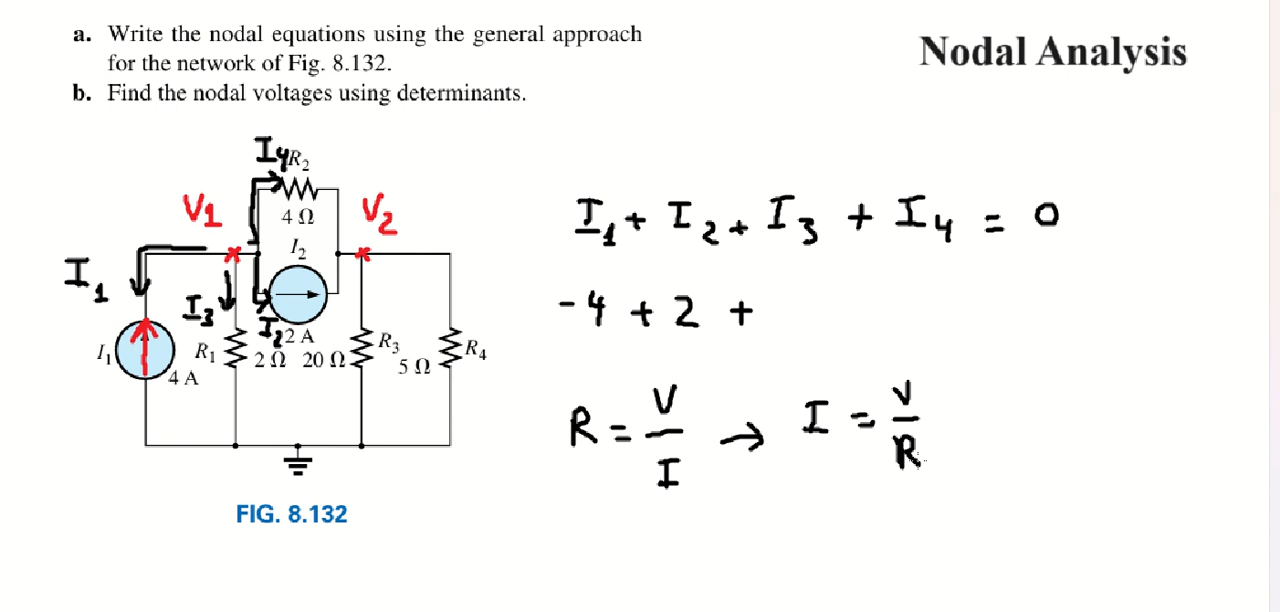 a. Write the nodal equations using the general approach
for the network of Fig. 8.132.
b. Find the nodal voltages using determinants.
Nodal Analysis
I4 R2
V1
4 Ω
V2
I2
I1
I3
I2 2 A
I1
R1
2 Ω
20 Ω
R3
5 Ω
R4
4 A
FIG. 8.132
I1 + I2 + I3 + I4 = 0
-4 + 2 +
R = V/I → I = V/R